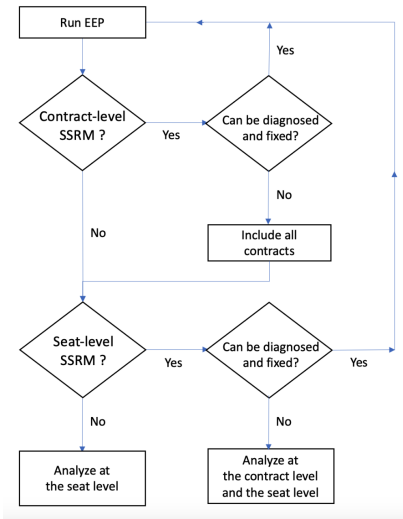 Run EEP
Yes
Contract-level
SSRM ?
Yes
Can be diagnosed
and fixed?
No
No
Include all
contracts
Seat-level
SSRM ?
Yes
Can be diagnosed
and fixed?
Yes
No
No
Analyze at
the seat level
Analyze at
the contract level
and the seat level